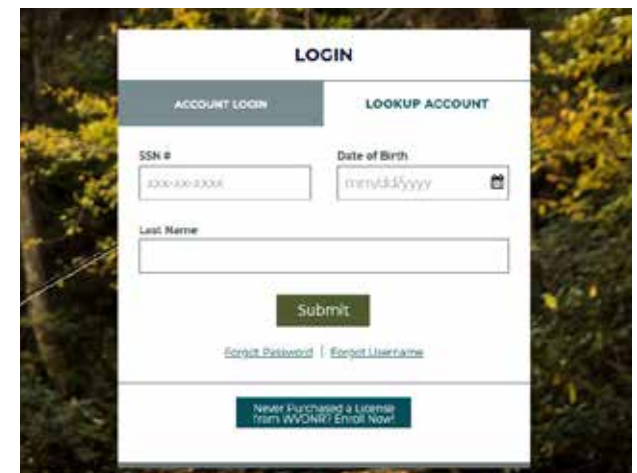 LOGIN
ACCOUNT LOGIN
LOOKUP ACCOUNT
SSN #
Date of Birth
xxx-xx-xxxx
mm/dd/yyyy
Last Name
Submit
Forgot Password | Forgot Username
Never Purchased a License
from WVDNR? Enroll Now!